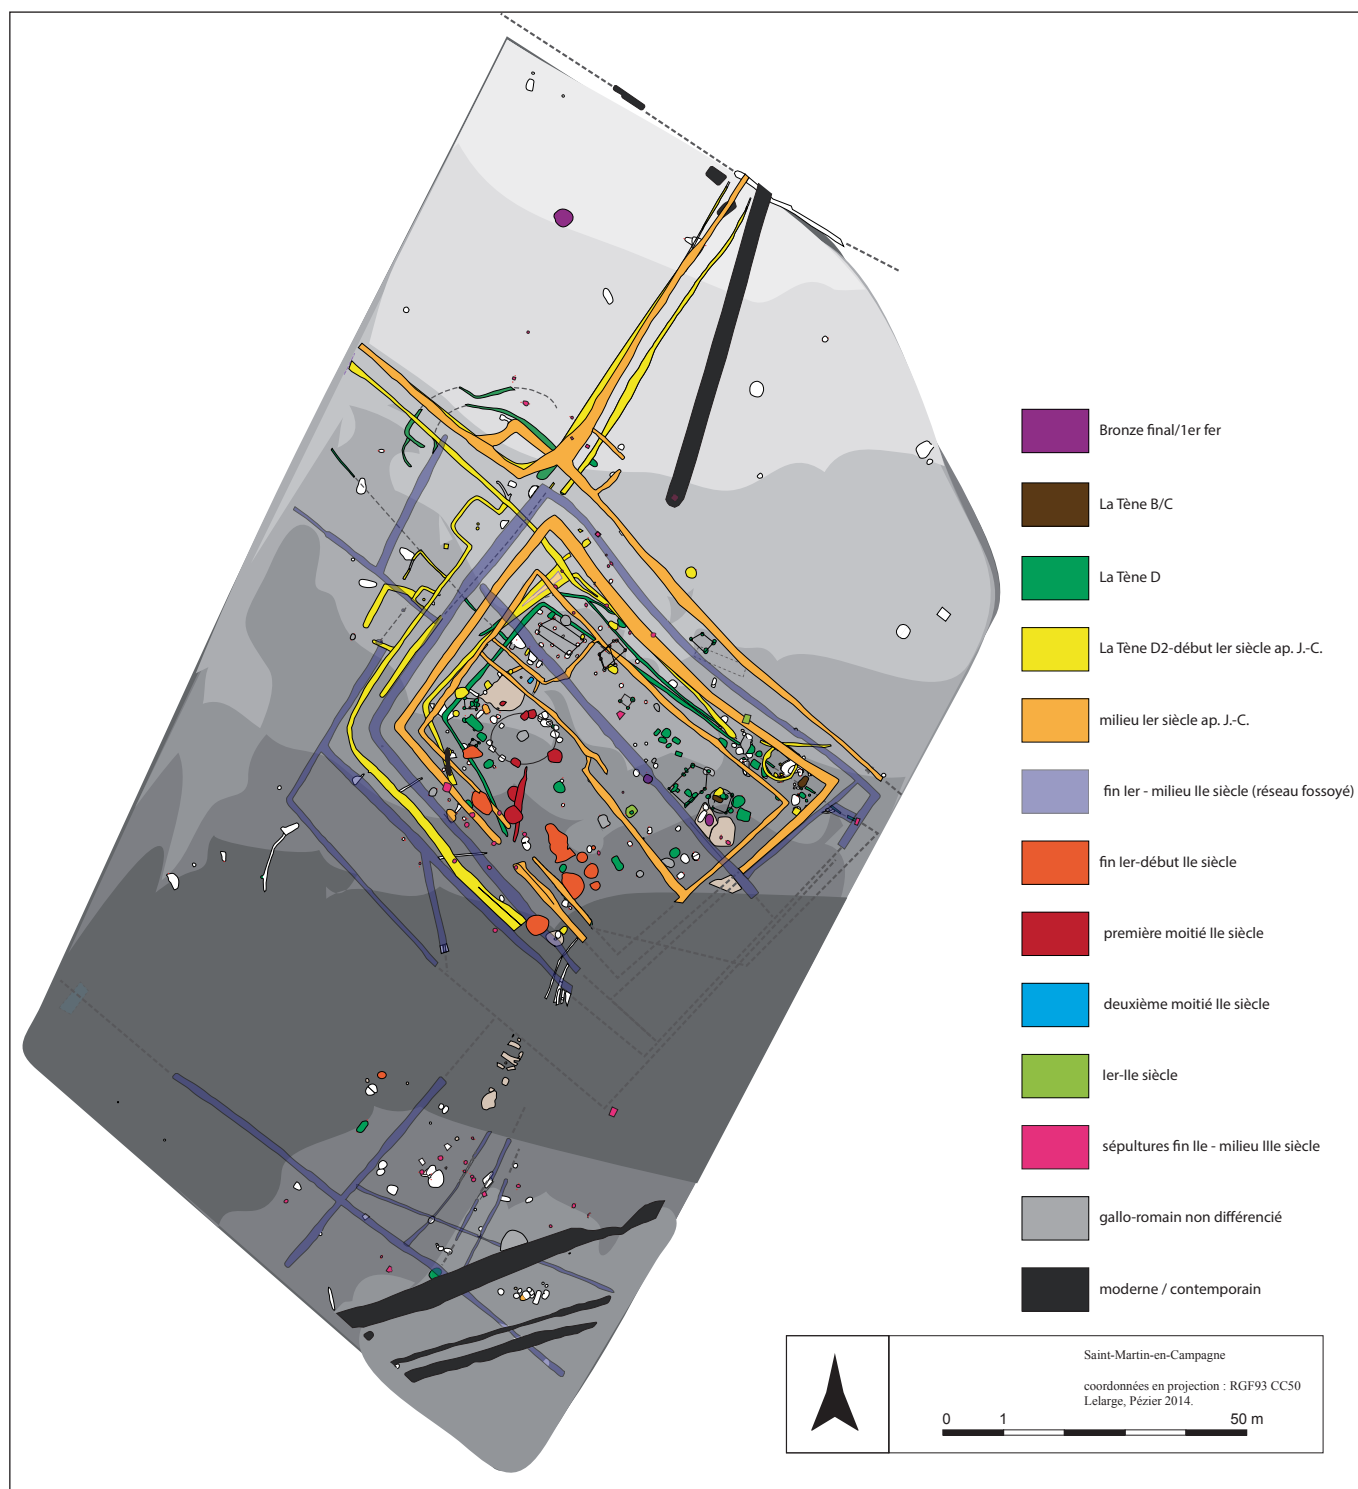 Bronze final/1er fer
La Tène B/C
La Tène D
La Tène D2-début Ier siècle ap. J.-C.
milieu Ier siècle ap. J.-C.
fin Ier - milieu IIe siècle (réseau fossoyé)
fin Ier-début IIe siècle
première moitié IIe siècle
deuxième moitié IIe siècle
Ier-IIe siècle
sépultures fin IIe - milieu IIIe siècle
gallo-romain non différencié
moderne / contemporain
Saint-Martin-en-Campagne
coordonnées en projection : RGF93 CC50
Lelarge, Pézier 2014.
0 1 50 m